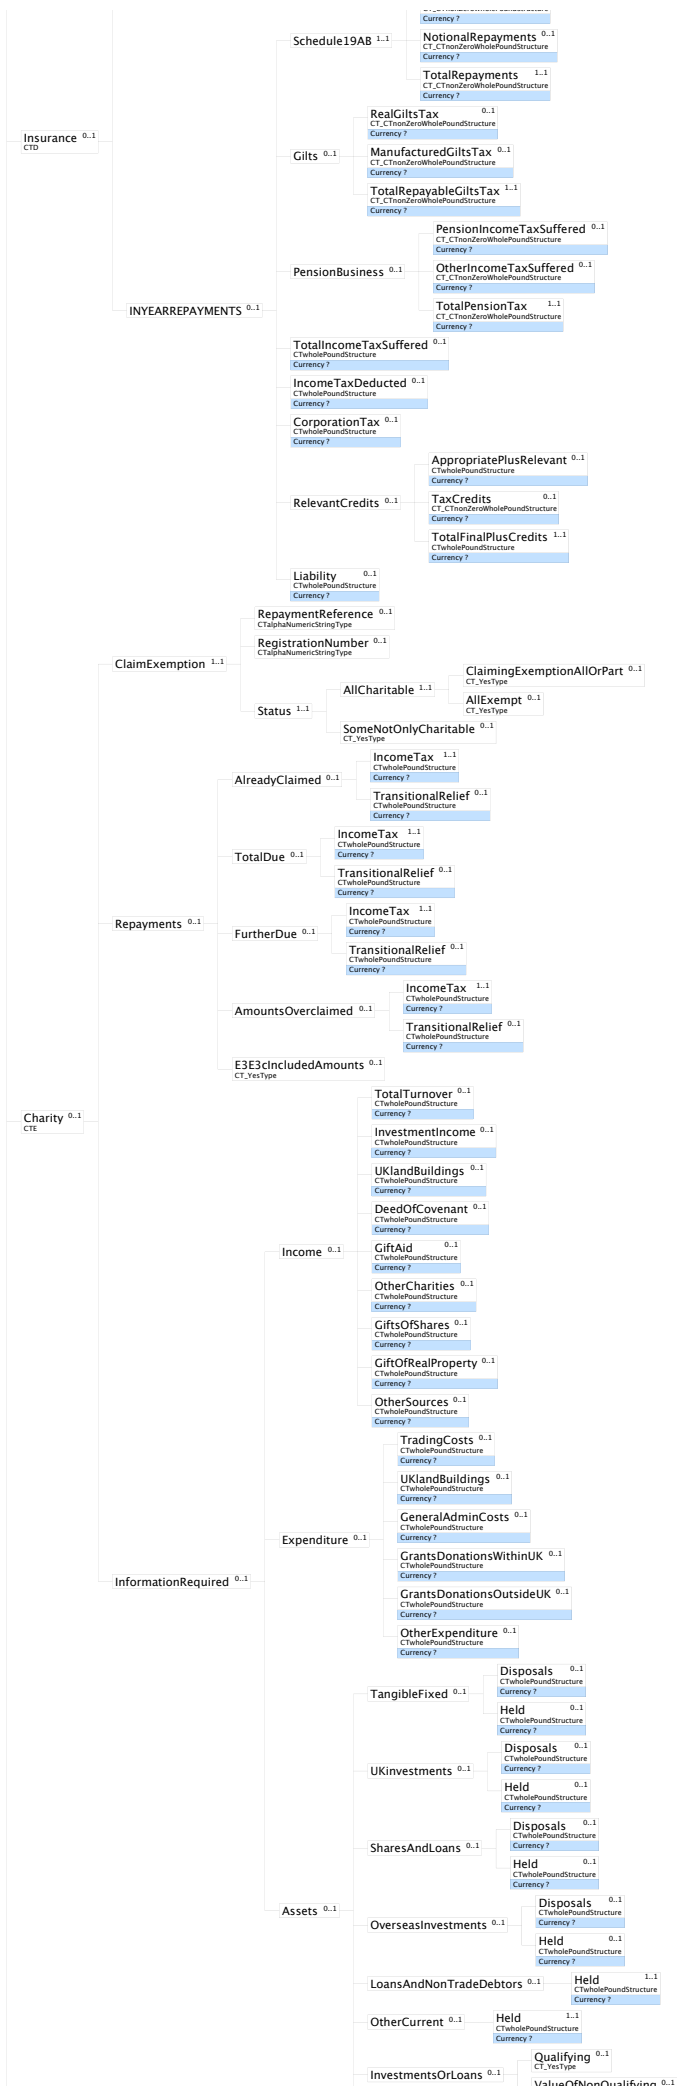 Currency ?
Schedule19AB 1..1
NotionalRepayments 0..1
CT_CTnonZeroWholePoundStructure
Currency ?
TotalRepayments 1..1
CT_CTnonZeroWholePoundStructure
Currency ?
Insurance 0..1
CTD
Gilts 0..1
RealGiltsTax 0..1
CT_CTnonZeroWholePoundStructure
Currency ?
ManufacturedGiltsTax 0..1
CT_CTnonZeroWholePoundStructure
Currency ?
TotalRepayableGiltsTax 1..1
CT_CTnonZeroWholePoundStructure
Currency ?
INYEARREPAYMENTS 0..1
PensionBusiness 0..1
PensionIncomeTaxSuffered 0..1
CT_CTnonZeroWholePoundStructure
Currency ?
OtherIncomeTaxSuffered 0..1
CT_CTnonZeroWholePoundStructure
Currency ?
TotalPensionTax 1..1
CT_CTnonZeroWholePoundStructure
Currency ?
TotalIncomeTaxSuffered 0..1
CTwholePoundStructure
Currency ?
IncomeTaxDeducted 0..1
CTwholePoundStructure
Currency ?
CorporationTax 0..1
CTwholePoundStructure
Currency ?
RelevantCredits 0..1
AppropriatePlusRelevant 0..1
CTwholePoundStructure
Currency ?
TaxCredits 0..1
CT_CTnonZeroWholePoundStructure
Currency ?
TotalFinalPlusCredits 1..1
CTwholePoundStructure
Currency ?
Liability 0..1
CTwholePoundStructure
Currency ?
ClaimExemption 1..1
RepaymentReference 0..1
CTalphaNumericStringType
RegistrationNumber 0..1
CTalphaNumericStringType
Status 1..1
AllCharitable 1..1
ClaimingExemptionAllOrPart 0..1
CT_YesType
AllExempt 0..1
CT_YesType
SomeNotOnlyCharitable 0..1
CT_YesType
Repayments 0..1
AlreadyClaimed 0..1
IncomeTax 1..1
CTwholePoundStructure
Currency ?
TransitionalRelief 0..1
CTwholePoundStructure
Currency ?
TotalDue 0..1
IncomeTax 1..1
CTwholePoundStructure
Currency ?
TransitionalRelief 0..1
CTwholePoundStructure
Currency ?
FurtherDue 0..1
IncomeTax 1..1
CTwholePoundStructure
Currency ?
TransitionalRelief 0..1
CTwholePoundStructure
Currency ?
AmountsOverclaimed 0..1
IncomeTax 1..1
CTwholePoundStructure
Currency ?
TransitionalRelief 0..1
CTwholePoundStructure
Currency ?
E3E3cIncludedAmounts 0..1
CT_YesType
Charity 0..1
CTE
InformationRequired 0..1
Income 0..1
TotalTurnover 0..1
CTwholePoundStructure
Currency ?
InvestmentIncome 0..1
CTwholePoundStructure
Currency ?
UKlandBuildings 0..1
CTwholePoundStructure
Currency ?
DeedOfCovenant 0..1
CTwholePoundStructure
Currency ?
GiftAid 0..1
CTwholePoundStructure
Currency ?
OtherCharities 0..1
CTwholePoundStructure
Currency ?
GiftsOfShares 0..1
CTwholePoundStructure
Currency ?
GiftOfRealProperty 0..1
CTwholePoundStructure
Currency ?
OtherSources 0..1
CTwholePoundStructure
Currency ?
Expenditure 0..1
TradingCosts 0..1
CTwholePoundStructure
Currency ?
UKlandBuildings 0..1
CTwholePoundStructure
Currency ?
GeneralAdminCosts 0..1
CTwholePoundStructure
Currency ?
GrantsDonationsWithinUK 0..1
CTwholePoundStructure
Currency ?
GrantsDonationsOutsideUK 0..1
CTwholePoundStructure
Currency ?
OtherExpenditure 0..1
CTwholePoundStructure
Currency ?
Assets 0..1
TangibleFixed 0..1
Disposals 0..1
CTwholePoundStructure
Currency ?
Held 0..1
CTwholePoundStructure
Currency ?
UKinvestments 0..1
Disposals 0..1
CTwholePoundStructure
Currency ?
Held 0..1
CTwholePoundStructure
Currency ?
SharesAndLoans 0..1
Disposals 0..1
CTwholePoundStructure
Currency ?
Held 0..1
CTwholePoundStructure
Currency ?
OverseasInvestments 0..1
Disposals 0..1
CTwholePoundStructure
Currency ?
Held 0..1
CTwholePoundStructure
Currency ?
LoansAndNonTradeDebtors 0..1
Held 1..1
CTwholePoundStructure
Currency ?
OtherCurrent 0..1
Held 1..1
CTwholePoundStructure
Currency ?
InvestmentsOrLoans 0..1
Qualifying 0..1
CT_YesType
ValueOfNonQualifying 0..1